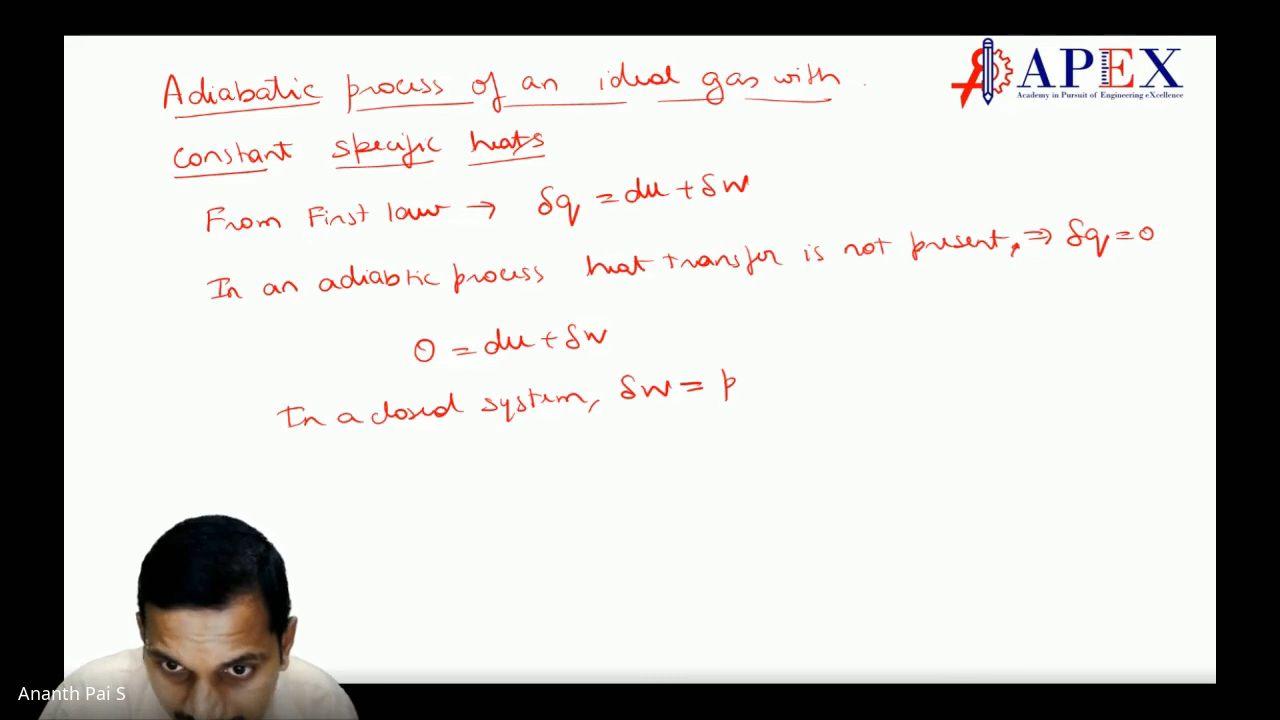 Adiabatic process of an ideal gas with
constant specific heats
From First law → δq = du + δw
In an adiabtic process heat transfer is not present, ⇒ δq = 0
0 = du + δw
In a closed system, δw = p
APEX
Academy in Pursuit of Engineering eXcellence
Ananth Pai S